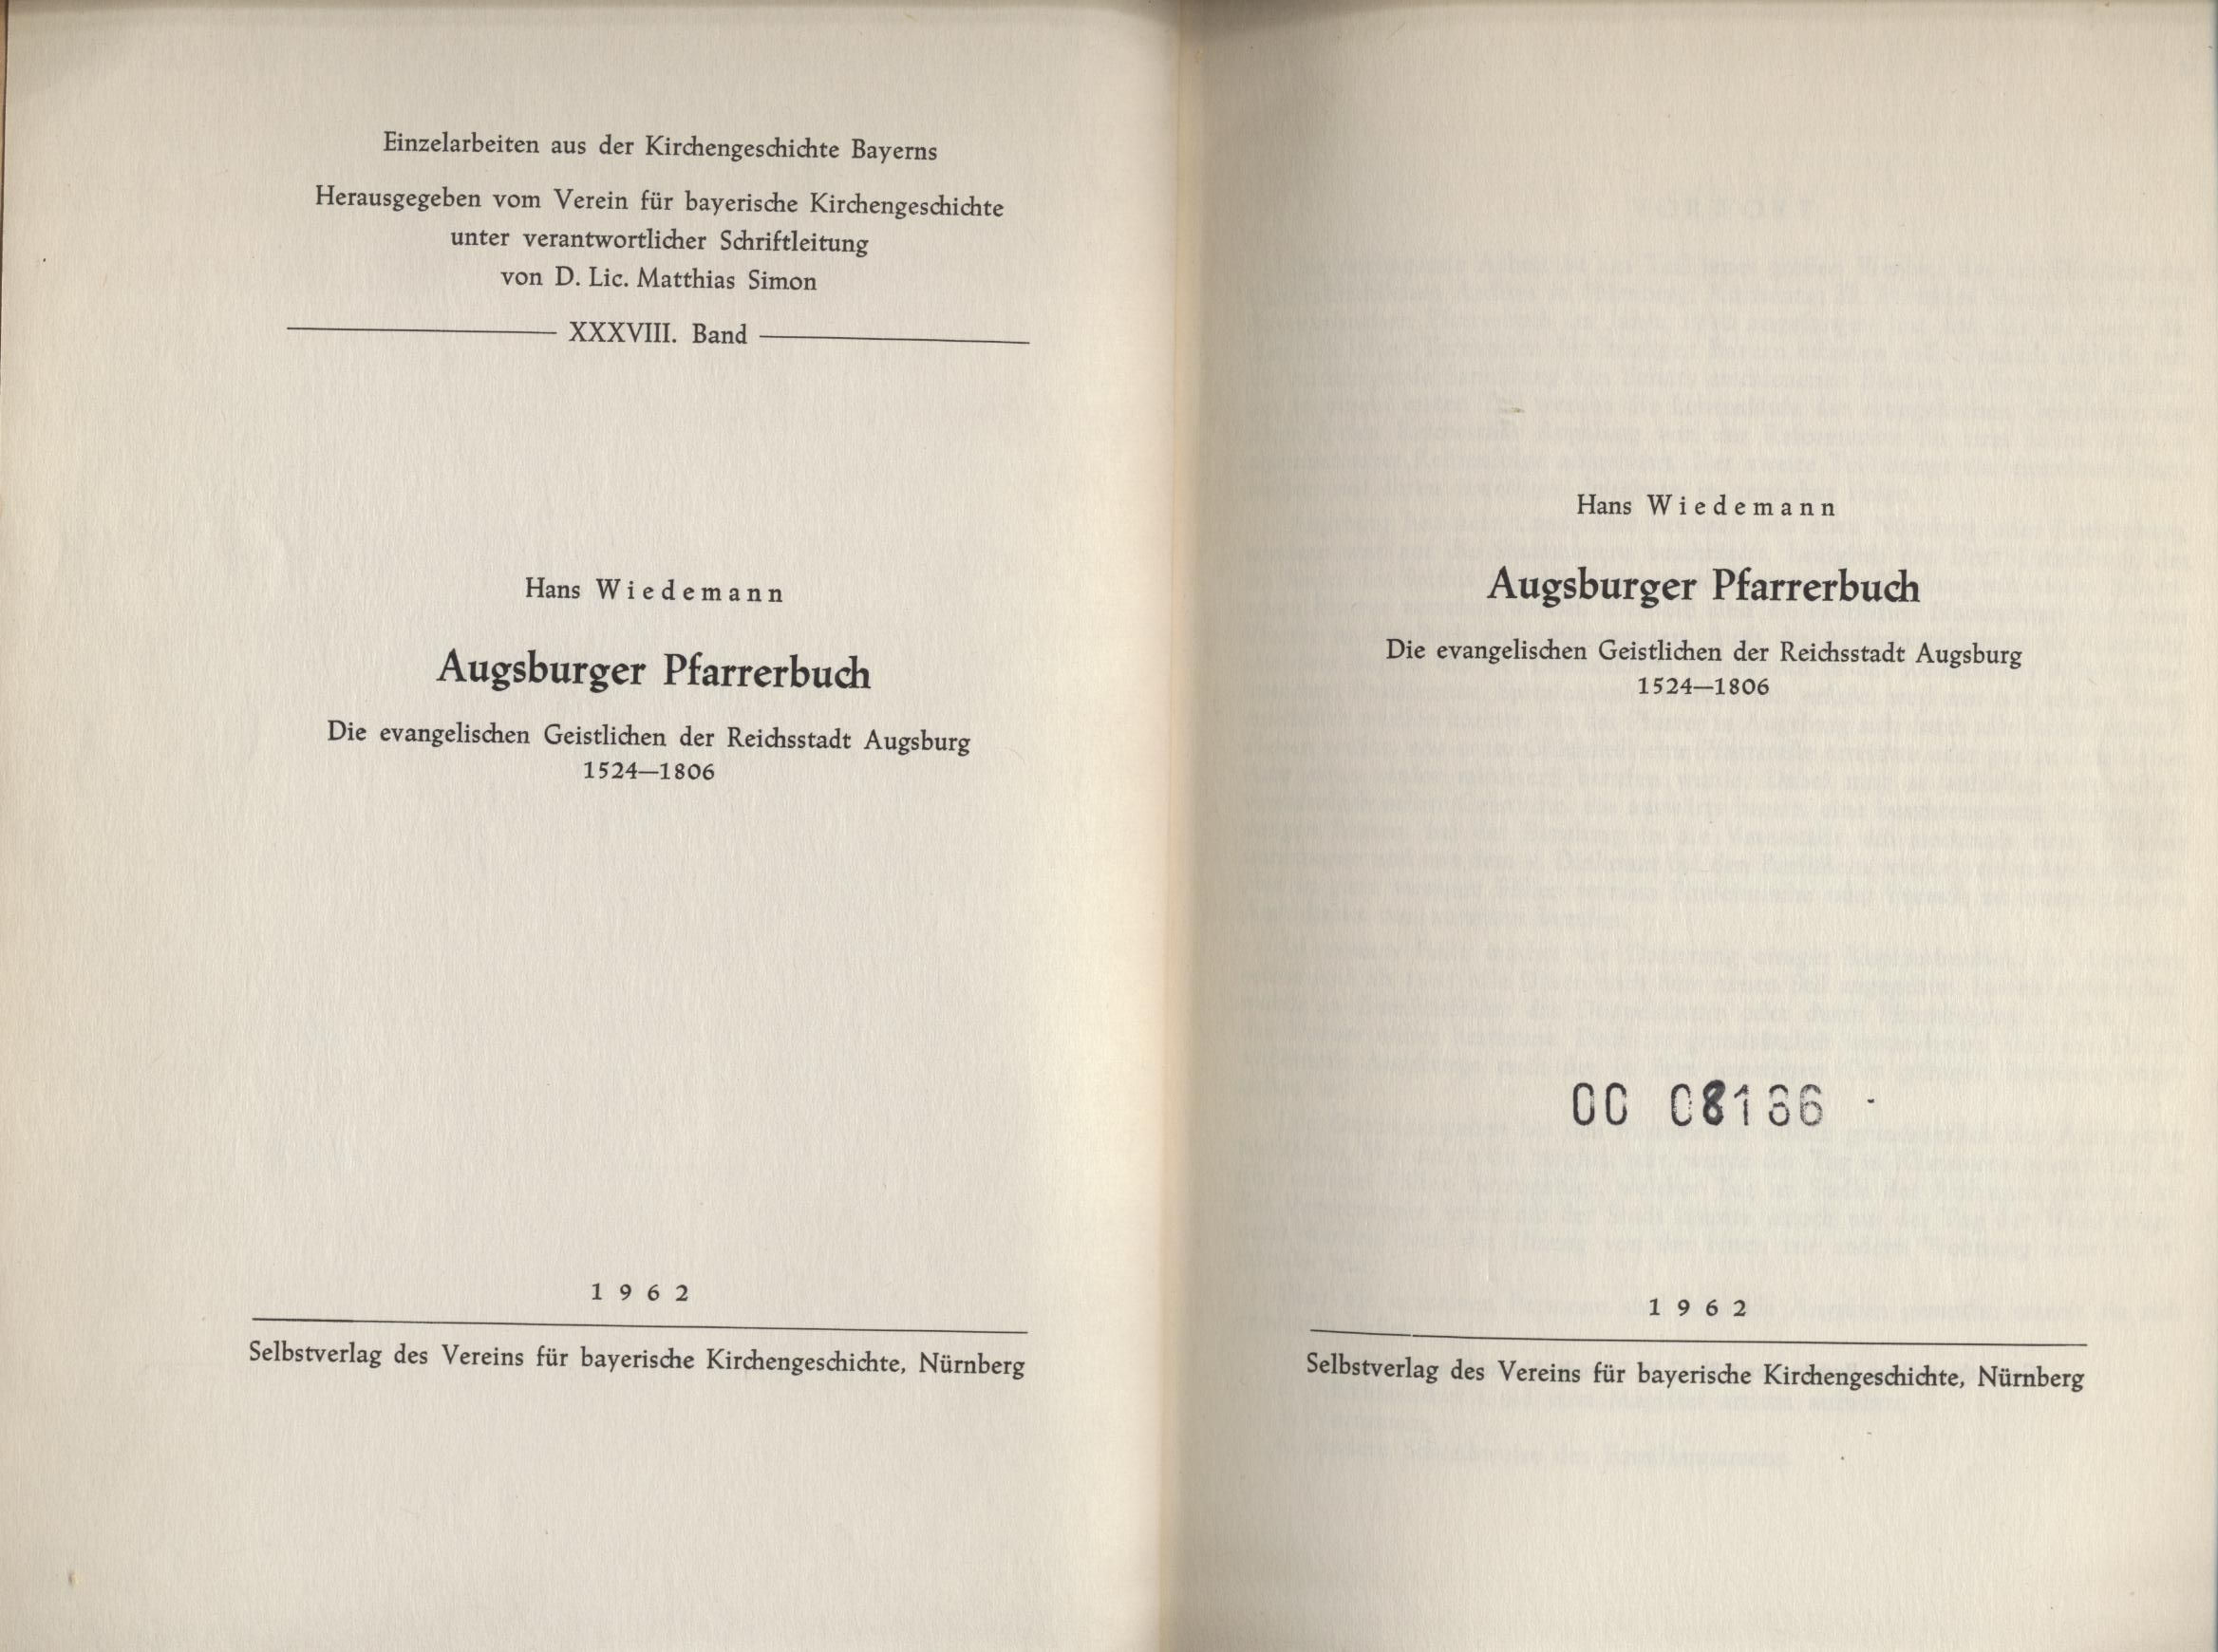 Einzelarbeiten aus der Kirchengeschichte Bayerns
Herausgegeben vom Verein für bayerische Kirchengeschichte
unter verantwortlicher Schriftleitung
von D. Lic. Matthias Simon
XXXVIII. Band
Hans Wiedemann
Augsburger Pfarrerbuch
Die evangelischen Geistlichen der Reichsstadt Augsburg
1524—1806
1962
Selbstverlag des Vereins für bayerische Kirchengeschichte, Nürnberg
Hans Wiedemann
Augsburger Pfarrerbuch
Die evangelischen Geistlichen der Reichsstadt Augsburg
1524—1806
00 08166
1962
Selbstverlag des Vereins für bayerische Kirchengeschichte, Nürnberg